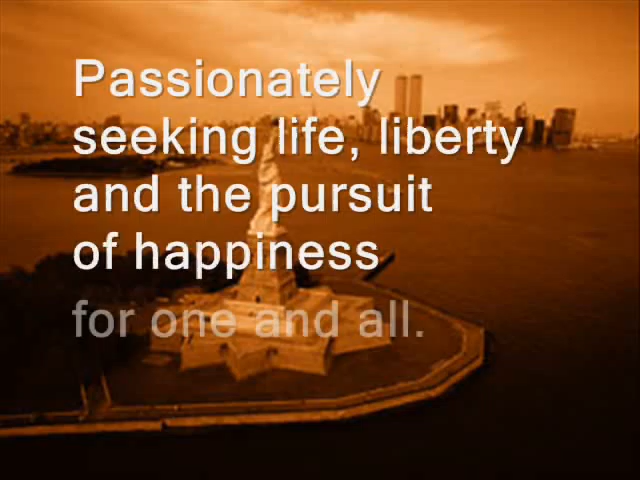 Passionately
seeking life, liberty
and the pursuit
of happiness
for one and all.